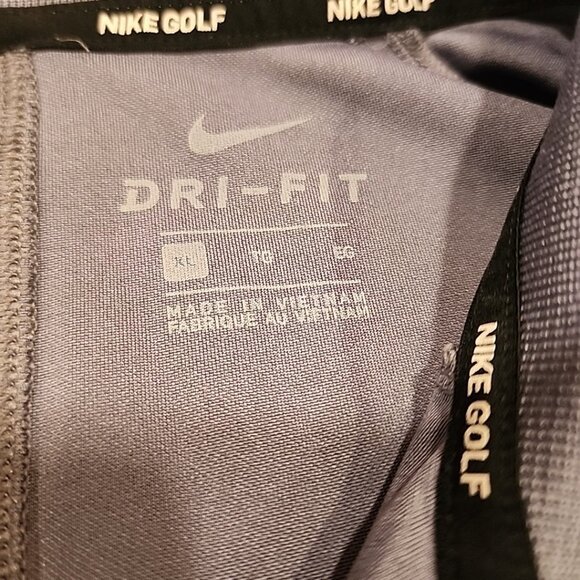 NIKE GOLF
NIKE GOLF
DRI-FIT
XL TG EG
MADE IN VIETNAM
FABRIQUE AU VIETNAM
NIKE GOLF